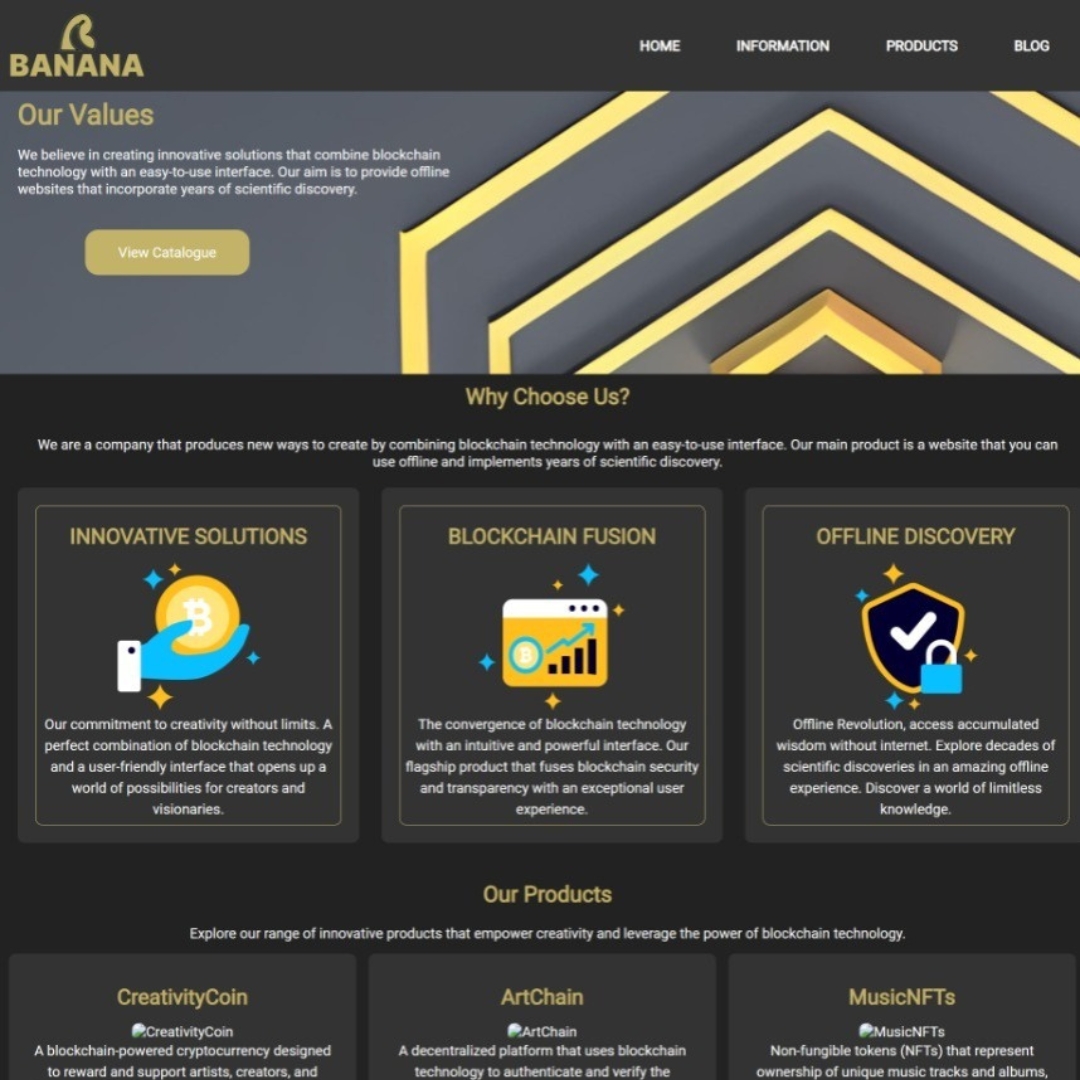 BANANA
HOME INFORMATION PRODUCTS BLOG
Our Values
We believe in creating innovative solutions that combine blockchain
technology with an easy-to-use interface. Our aim is to provide offline
websites that incorporate years of scientific discovery.
View Catalogue
Why Choose Us?
We are a company that produces new ways to create by combining blockchain technology with an easy-to-use interface. Our main product is a website that you can
use offline and implements years of scientific discovery.
INNOVATIVE SOLUTIONS
Our commitment to creativity without limits. A
perfect combination of blockchain technology
and a user-friendly interface that opens up a
world of possibilities for creators and
visionaries.
BLOCKCHAIN FUSION
The convergence of blockchain technology
with an intuitive and powerful interface. Our
flagship product that fuses blockchain security
and transparency with an exceptional user
experience.
OFFLINE DISCOVERY
Offline Revolution, access accumulated
wisdom without internet. Explore decades of
scientific discoveries in an amazing offline
experience. Discover a world of limitless
knowledge.
Our Products
Explore our range of innovative products that empower creativity and leverage the power of blockchain technology.
CreativityCoin
CreativityCoin
A blockchain-powered cryptocurrency designed
to reward and support artists, creators, and
ArtChain
ArtChain
A decentralized platform that uses blockchain
technology to authenticate and verify the
MusicNFTs
MusicNFTs
Non-fungible tokens (NFTs) that represent
ownership of unique music tracks and albums,